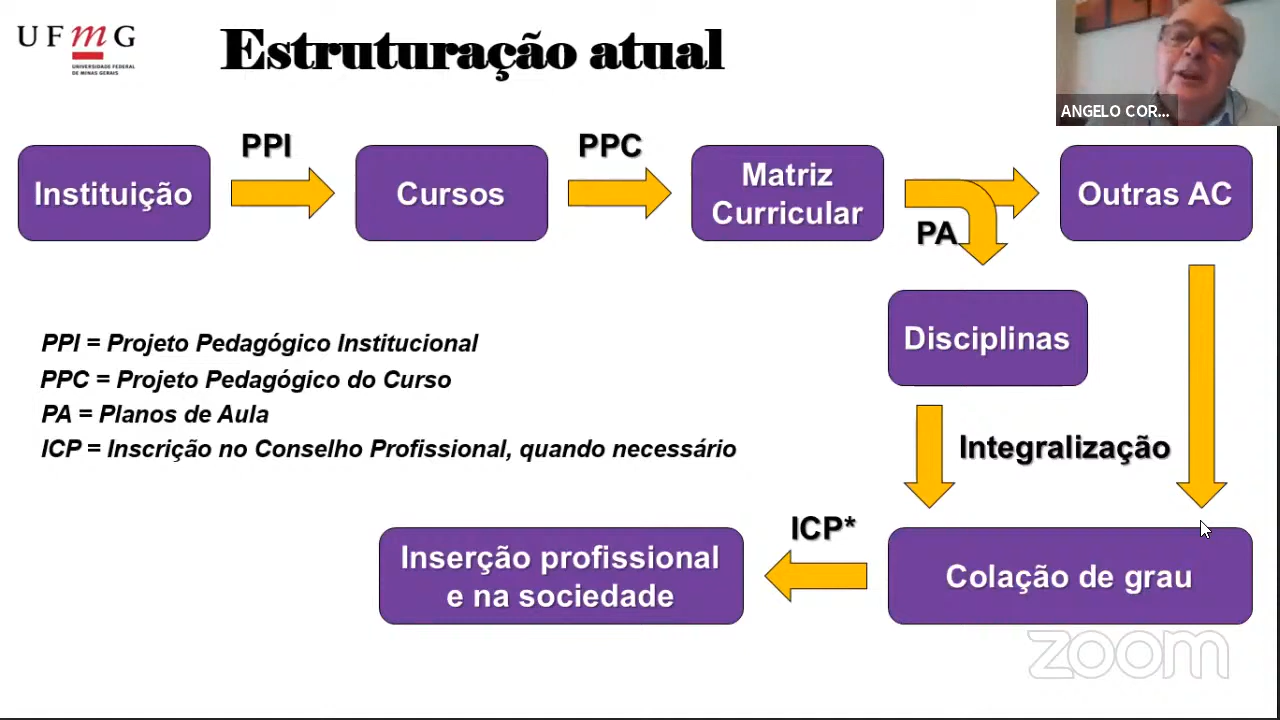 UFmG
UNIVERSIDADE FEDERAL
DE MINAS GERAIS
Estruturação atual
ANGELO COR...
PPI
PPC
Instituição
Cursos
Matriz
Curricular
Outras AC
PA
Disciplinas
PPI = Projeto Pedagógico Institucional
PPC = Projeto Pedagógico do Curso
PA = Planos de Aula
ICP = Inscrição no Conselho Profissional, quando necessário
Integralização
ICP*
Inserção profissional
e na sociedade
Colação de grau
zoom